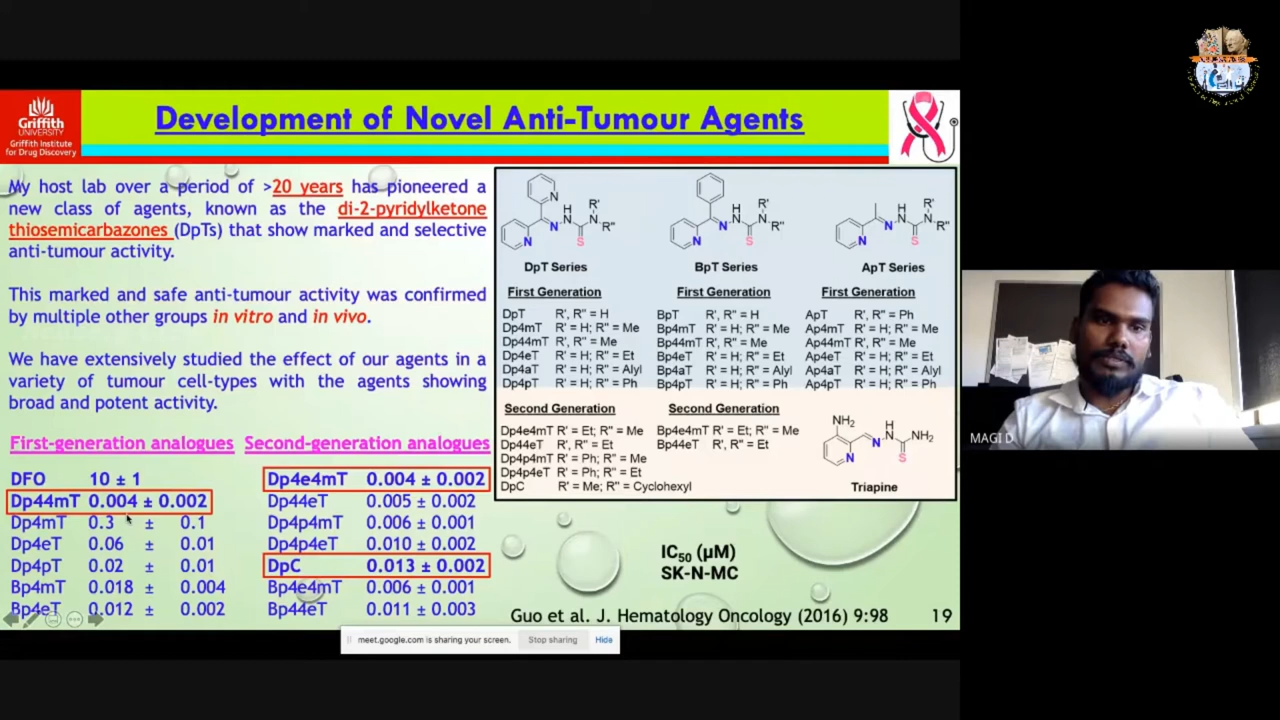 Griffith
UNIVERSITY
Griffith Institute
for Drug Discovery
Development of Novel Anti-Tumour Agents
My host lab over a period of >20 years has pioneered a
new class of agents, known as the di-2-pyridylketone
thiosemicarbazones (DpTs) that show marked and selective
anti-tumour activity.
This marked and safe anti-tumour activity was confirmed
by multiple other groups in vitro and in vivo.
We have extensively studied the effect of our agents in a
variety of tumour cell-types with the agents showing
broad and potent activity.
First-generation analogues
DFO 10 ± 1
Dp44mT 0.004 ± 0.002
Dp4mT 0.3 ± 0.1
Dp4eT 0.06 ± 0.01
Dp4pT 0.02 ± 0.01
Bp4mT 0.018 ± 0.004
Bp4eT 0.012 ± 0.002
Second-generation analogues
Dp4e4mT 0.004 ± 0.002
Dp44eT 0.005 ± 0.002
Dp4p4mT 0.006 ± 0.001
Dp4p4eT 0.010 ± 0.002
DpC 0.013 ± 0.002
Bp4e4mT 0.006 ± 0.001
Bp44eT 0.011 ± 0.003
N
N
N
H
N
S
N
R'
R"
DpT Series
First Generation
DpT R', R" = H
Dp4mT R' = H; R" = Me
Dp44mT R', R" = Me
Dp4eT R' = H; R" = Et
Dp4aT R' = H; R" = Alyl
Dp4pT R' = H; R" = Ph
Second Generation
Dp4e4mT R' = Et; R" = Me
Dp44eT R', R" = Et
Dp4p4mT R' = Ph; R" = Me
Dp4p4eT R' = Ph; R" = Et
DpC R' = Me; R" = Cyclohexyl
N
N
H
N
S
N
R'
R"
BpT Series
First Generation
BpT R', R" = H
Bp4mT R' = H; R" = Me
Bp44mT R', R" = Me
Bp4eT R' = H; R" = Et
Bp4aT R' = H; R" = Alyl
Bp4pT R' = H; R" = Ph
Second Generation
Bp4e4mT R' = Et; R" = Me
Bp44eT R', R" = Et
N
N
H
N
S
N
R'
R"
ApT Series
First Generation
ApT R', R" = Ph
Ap4mT R' = H; R" = Me
Ap44mT R', R" = Me
Ap4eT R' = H; R" = Et
Ap4aT R' = H; R" = Alyl
Ap4pT R' = H; R" = Ph
NH2
N
N
H
N
S
NH2
Triapine
IC50 (µM)
SK-N-MC
Guo et al. J. Hematology Oncology (2016) 9:98
19
meet.google.com is sharing your screen.
Stop sharing
Hide
MAGI D